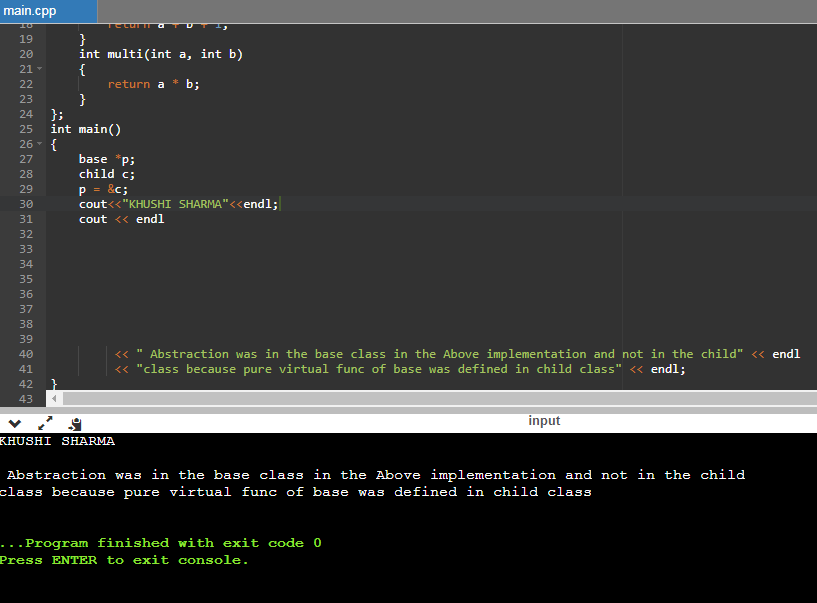 main.cpp
18 return a + b + 1;
19 }
20 int multi(int a, int b)
21 {
22 return a * b;
23 }
24 };
25 int main()
26 {
27 base *p;
28 child c;
29 p = &c;
30 cout<<"KHUSHI SHARMA"<<endl;
31 cout << endl
32
33
34
35
36
37
38
39
40 << " Abstraction was in the base class in the Above implementation and not in the child" << endl
41 << "class because pure virtual func of base was defined in child class" << endl;
42 }
43
input
KHUSHI SHARMA
Abstraction was in the base class in the Above implementation and not in the child
class because pure virtual func of base was defined in child class
...Program finished with exit code 0
Press ENTER to exit console.